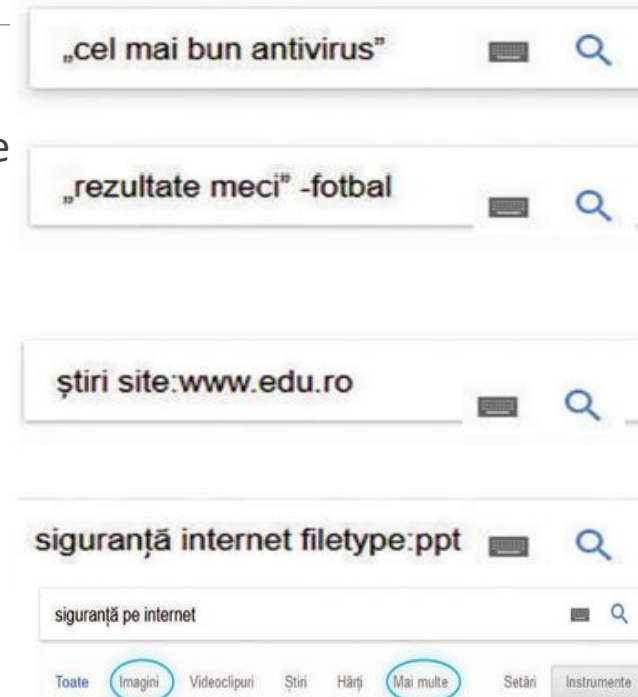 „cel mai bun antivirus”
e
„rezultate meci” -fotbal
știri site:www.edu.ro
siguranță internet filetype:ppt
siguranță pe internet
Toate Imagini Videoclipuri Știri Hărți Mai multe Setări Instrumente